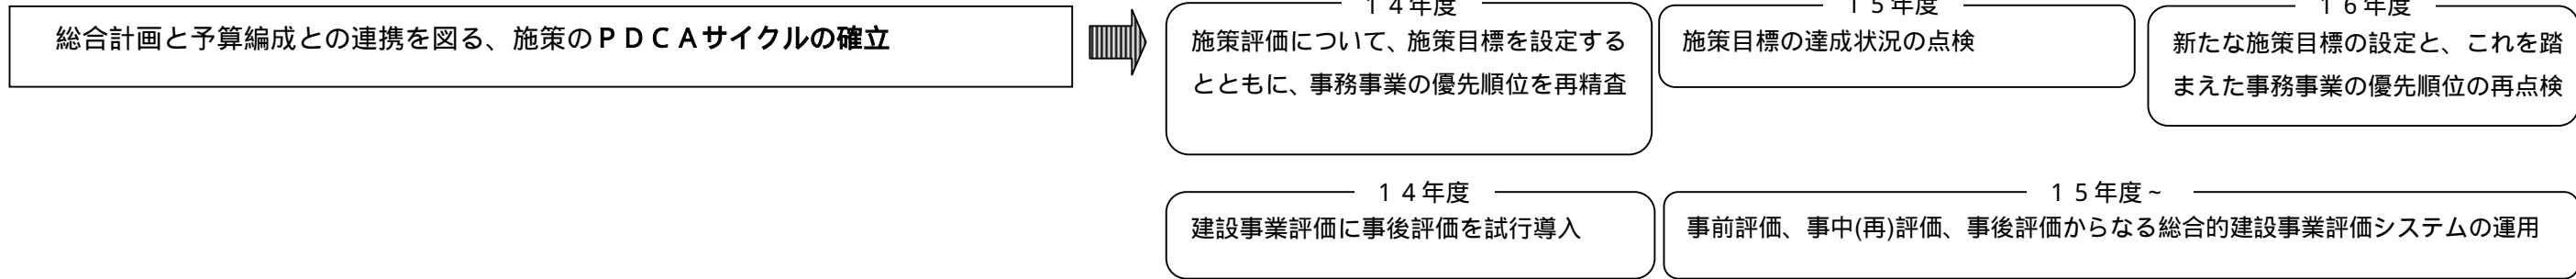 総合計画と予算編成との連携を図る、施策のＰＤＣＡサイクルの確立
１４年度
施策評価について、施策目標を設定する
とともに、事務事業の優先順位を再精査
１５年度
施策目標の達成状況の点検
１６年度
新たな施策目標の設定と、これを踏
まえた事務事業の優先順位の再点検
１４年度
建設事業評価に事後評価を試行導入
１５年度~
事前評価、事中(再)評価、事後評価からなる総合的建設事業評価システムの運用